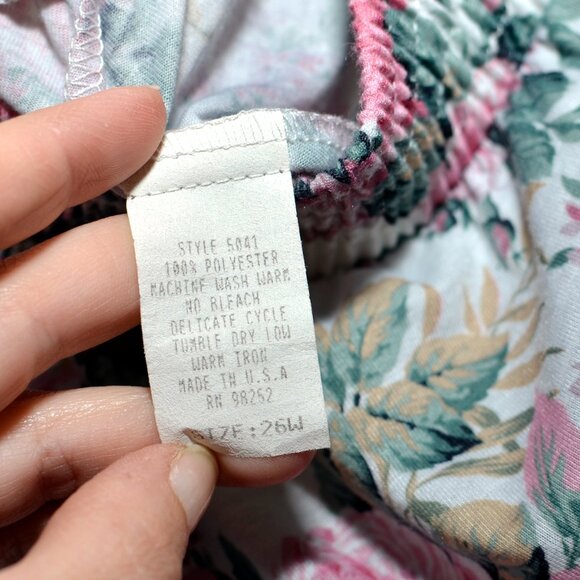 STYLE 5041
100% POLYESTER
MACHINE WASH WARM
NO BLEACH
DELICATE CYCLE
TUMBLE DRY LOW
WARM IRON
MADE IN U.S.A
RN 98252
SIZE:26W